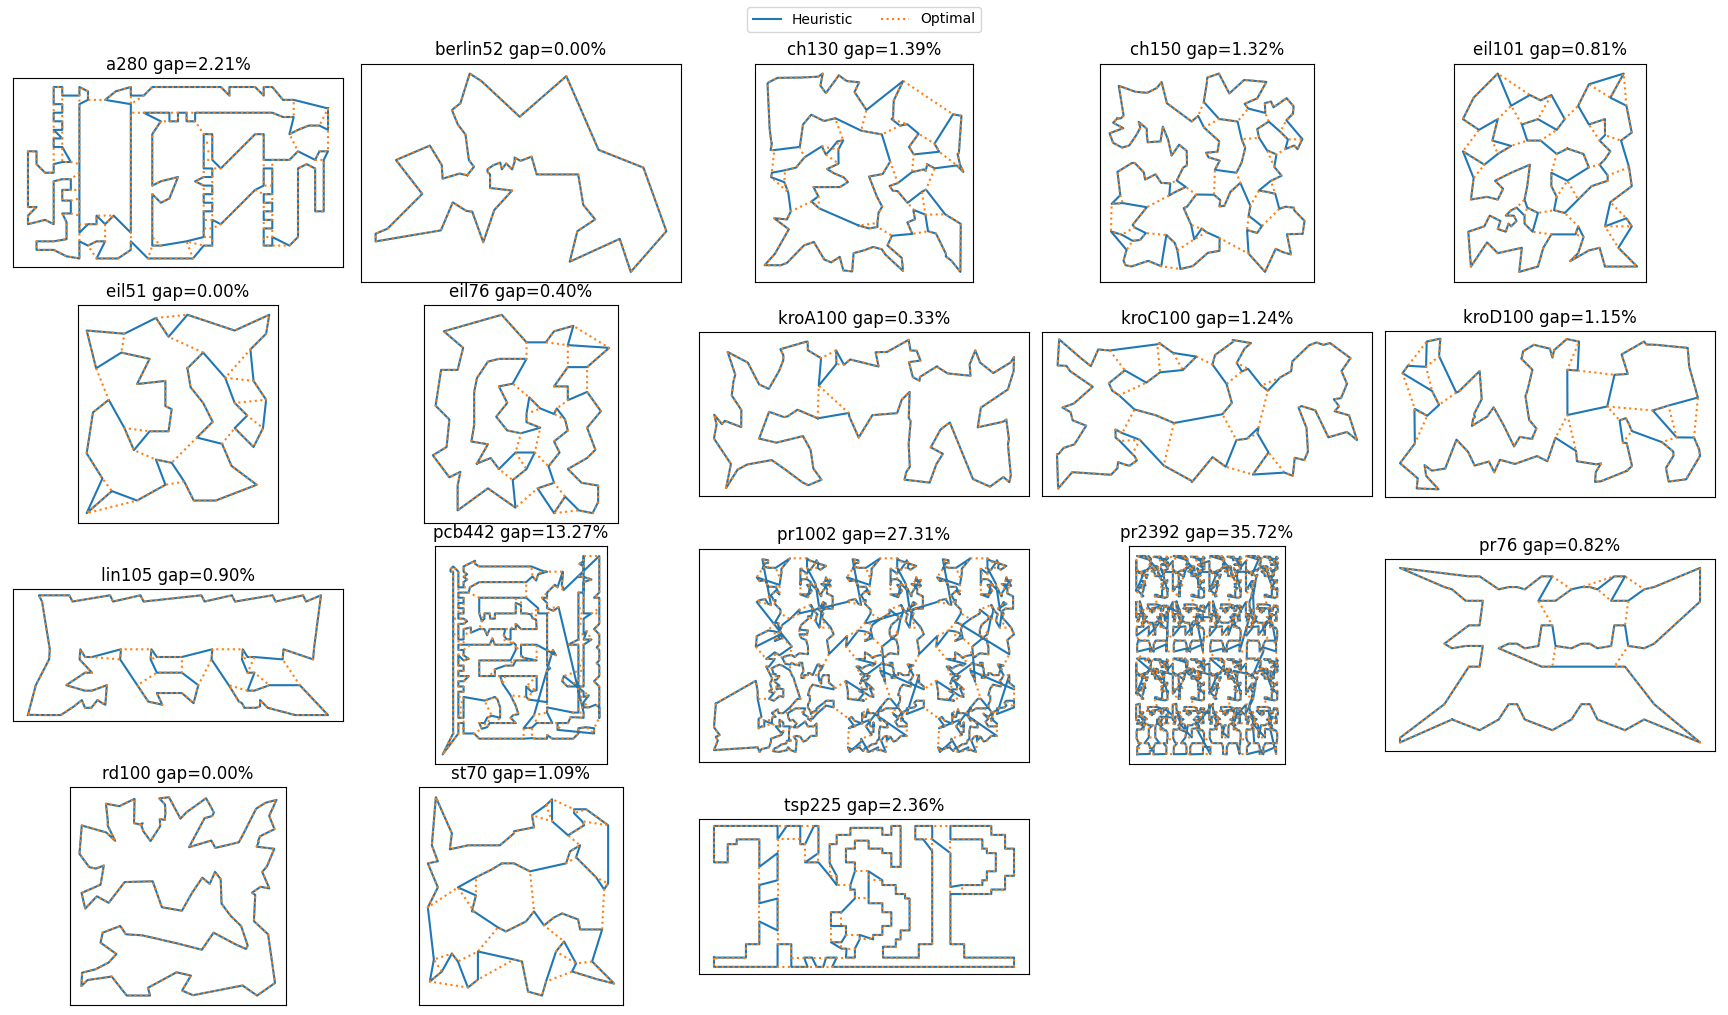 Heuristic
Optimal
a280 gap=2.21%
berlin52 gap=0.00%
ch130 gap=1.39%
ch150 gap=1.32%
eil101 gap=0.81%
eil51 gap=0.00%
eil76 gap=0.40%
kroA100 gap=0.33%
kroC100 gap=1.24%
kroD100 gap=1.15%
lin105 gap=0.90%
pcb442 gap=13.27%
pr1002 gap=27.31%
pr2392 gap=35.72%
pr76 gap=0.82%
rd100 gap=0.00%
st70 gap=1.09%
tsp225 gap=2.36%